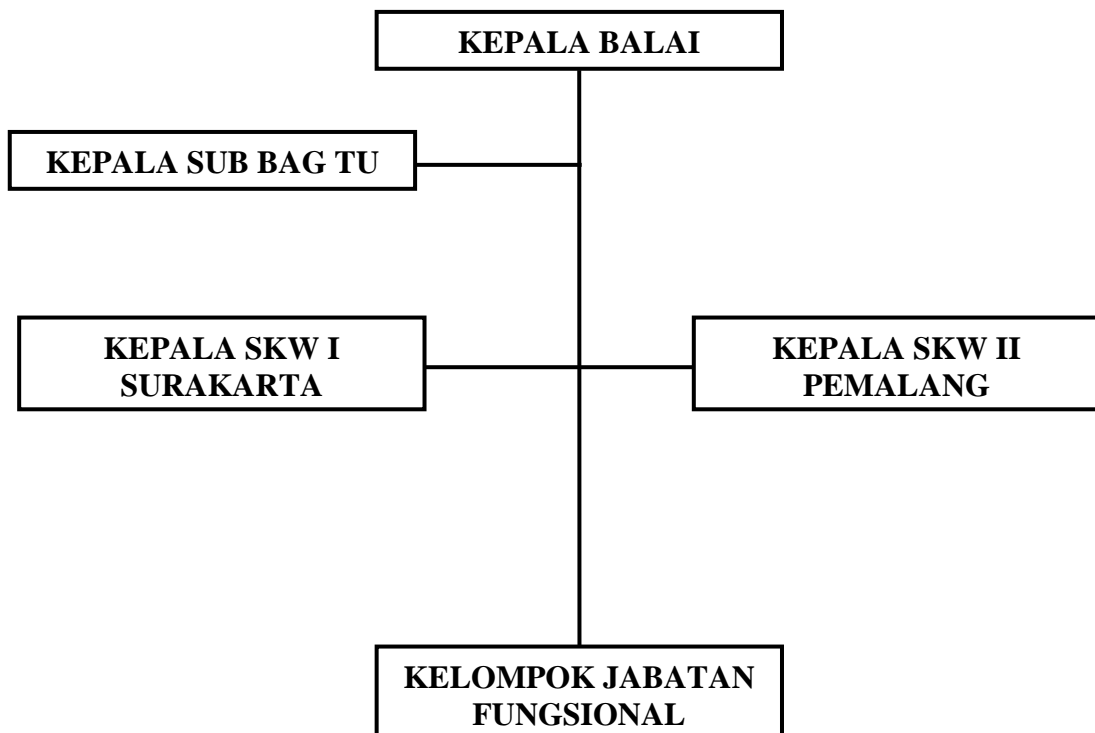 KEPALA BALAI
KEPALA SUB BAG TU
KEPALA SKW I
SURAKARTA
KEPALA SKW II
PEMALANG
KELOMPOK JABATAN
FUNGSIONAL